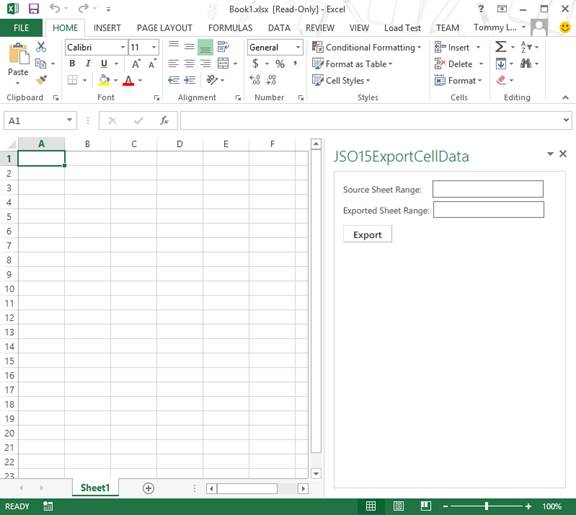 Book1.xlsx [Read-Only] - Excel
FILE HOME INSERT PAGE LAYOUT FORMULAS DATA REVIEW VIEW Load Test TEAM Tommy L...
Paste
Calibri 11
B I U A A
General
$ % ,
Conditional Formatting
Format as Table
Cell Styles
Insert
Delete
Format
Clipboard Font Alignment Number Styles Cells Editing
A1 fx
A B C D E F
1
2
3
4
5
6
7
8
9
10
11
12
13
14
15
16
17
18
19
20
21
22
23
JSO15ExportCellData
Source Sheet Range:
Exported Sheet Range:
Export
Sheet1
READY 100%